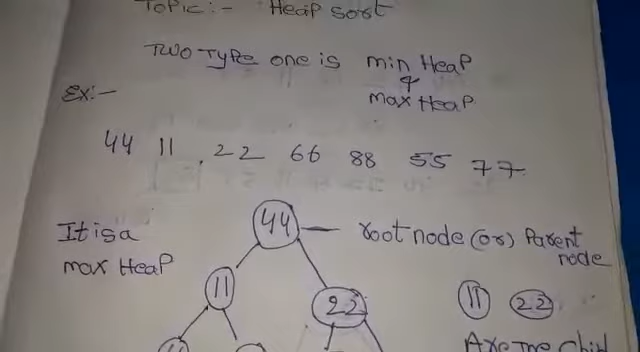 Topic:- Heap sort
Two Type one is min Heap
&
max Heap
Ex:-
44 11 22 66 88 55 77
It is a
max Heap
44
root node (or) Parent
node
11
22
11 22
Are the child